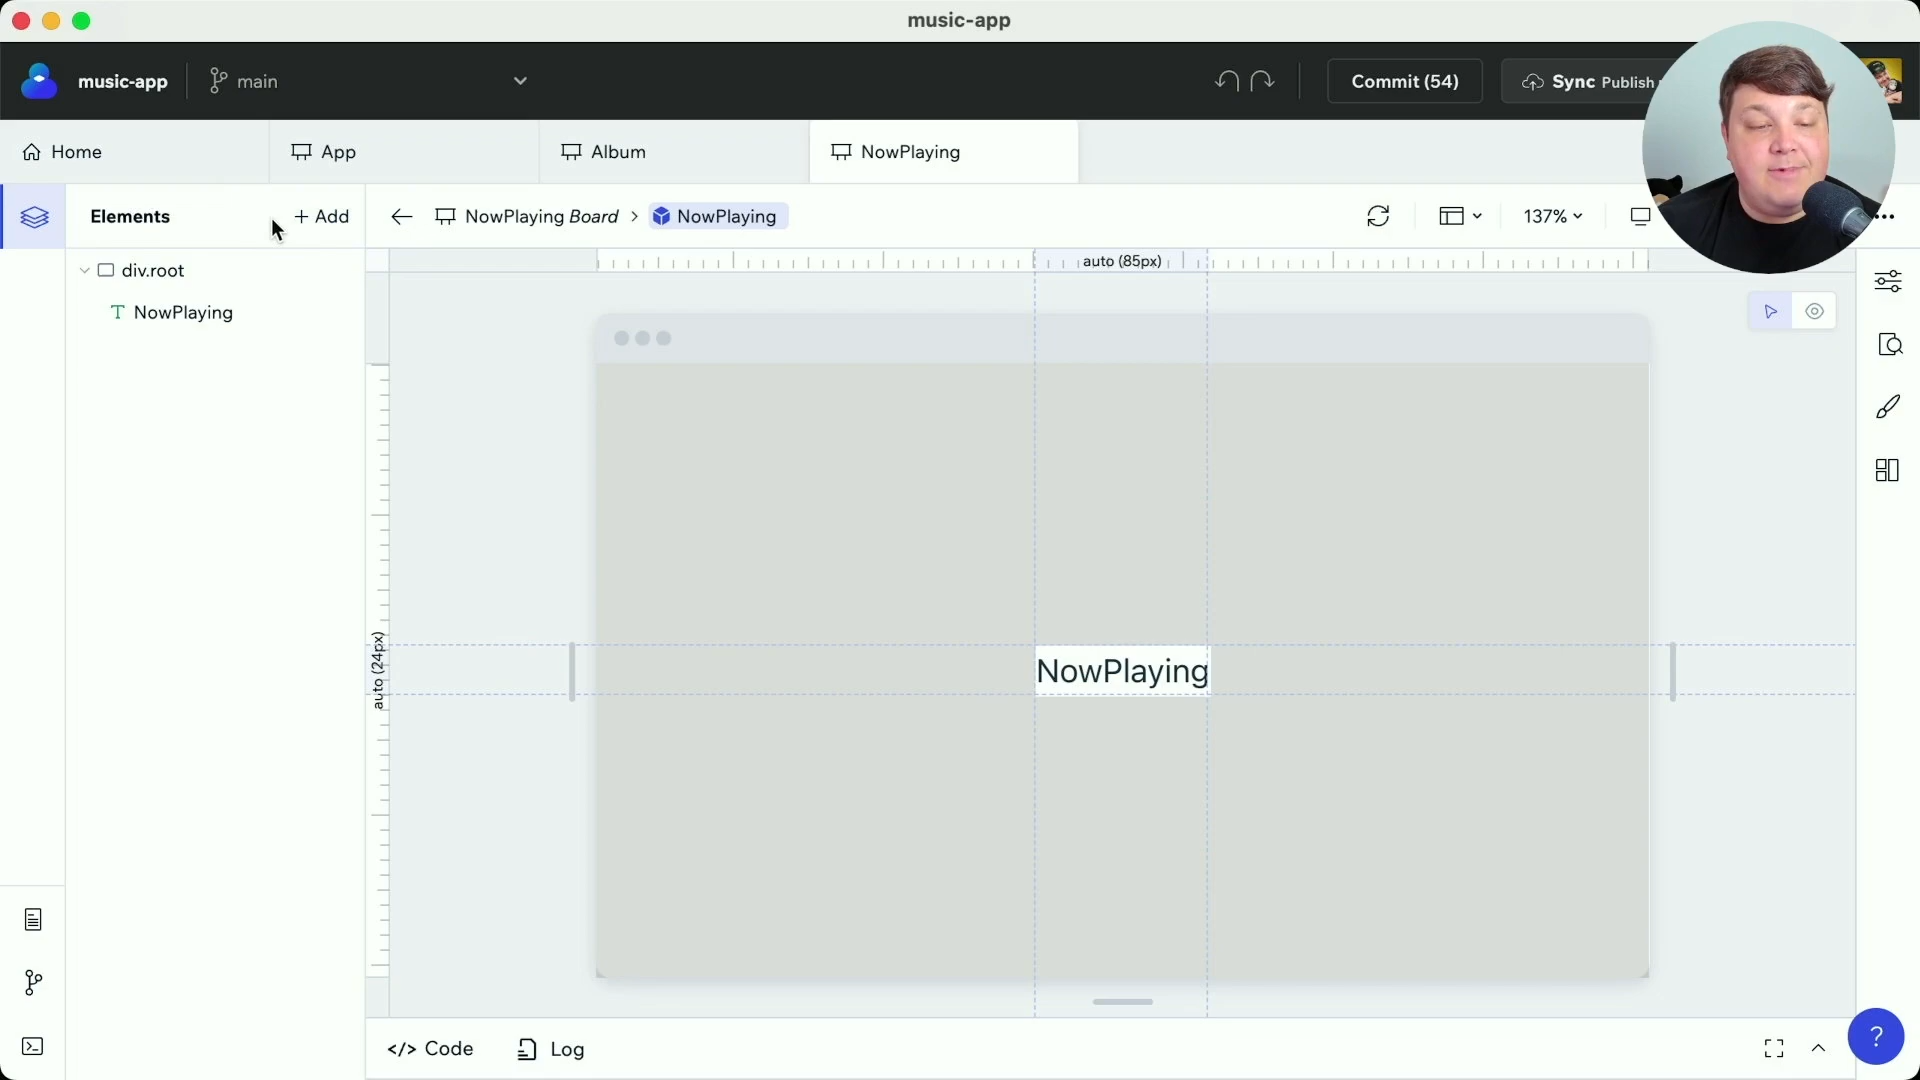 music-app
music-app
main
Commit (54)
Sync Publish
Home
App
Album
NowPlaying
Elements
+ Add
NowPlaying Board > NowPlaying
137%
div.root
T NowPlaying
auto (85px)
auto (24px)
NowPlaying
</> Code
Log
?